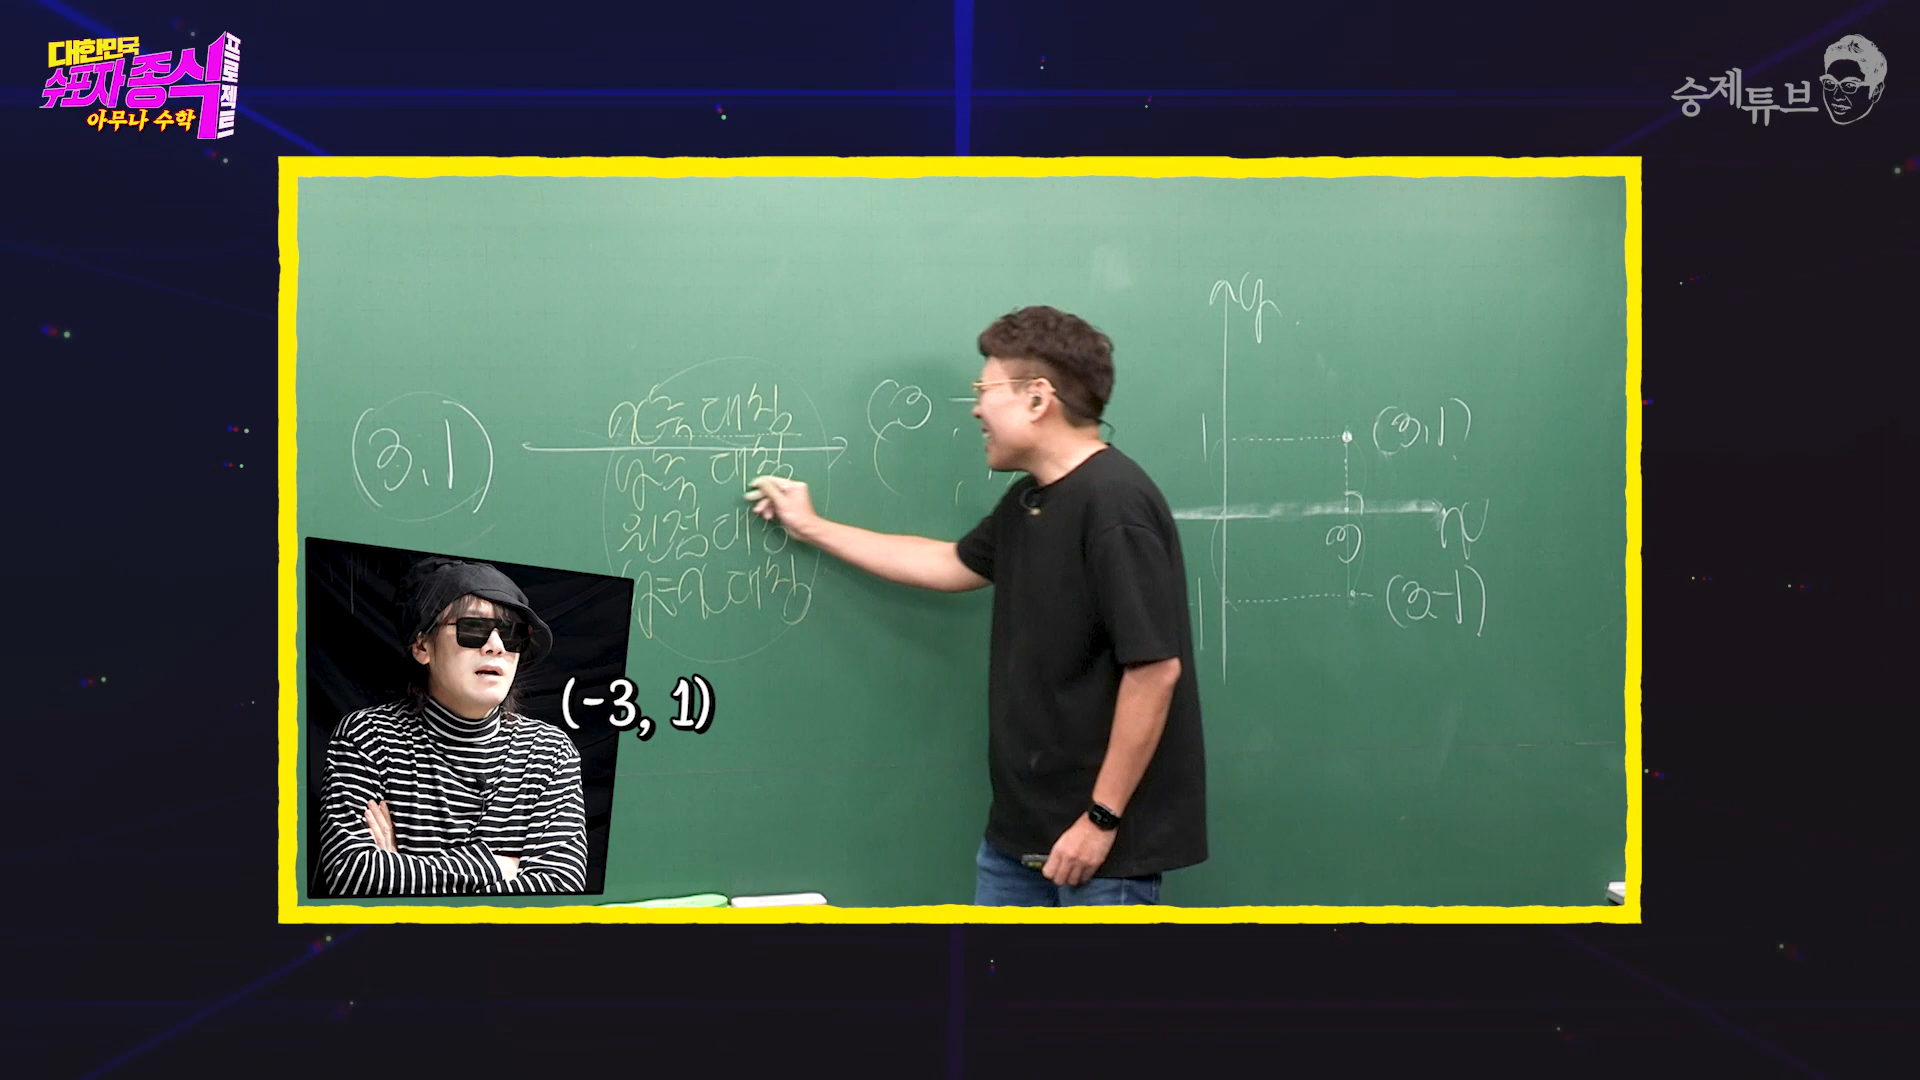 대한민국
수포자 종식
프로젝트!
아무나 수학
승제튜브
(3,1)
x축 대칭
y축 대칭
원점 대칭
y=x 대칭
(3
y
1
(3,1)
3
x
-1
(3,-1)
(-3, 1)